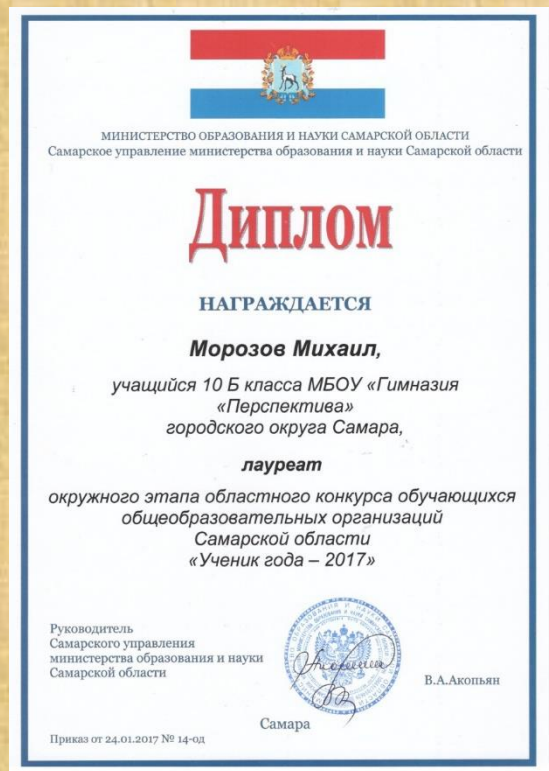 МИНИСТЕРСТВО ОБРАЗОВАНИЯ И НАУКИ САМАРСКОЙ ОБЛАСТИ
Самарское управление министерства образования и науки Самарской области
Диплом
НАГРАЖДАЕТСЯ
Морозов Михаил,
учащийся 10 Б класса МБОУ «Гимназия
«Перспектива»
городского округа Самара,
лауреат
окружного этапа областного конкурса обучающихся
общеобразовательных организаций
Самарской области
«Ученик года – 2017»
Руководитель
Самарского управления
министерства образования и науки
Самарской области
В.А.Акопьян
Самара
Приказ от 24.01.2017 № 14-од